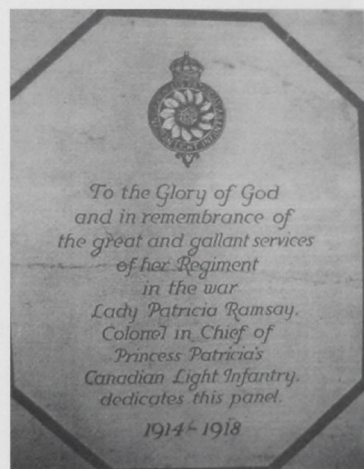 To the Glory of God
and in remembrance of
the great and gallant services
of her Regiment
in the war
Lady Patricia Ramsay,
Colonel in Chief of
Princess Patricia's
Canadian Light Infantry,
dedicates this panel.
1914-1918